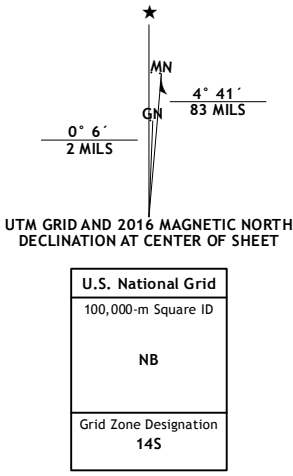 ★
MN
4° 41´
83 MILS
GN
0° 6´
2 MILS
UTM GRID AND 2016 MAGNETIC NORTH
DECLINATION AT CENTER OF SHEET
U.S. National Grid
100,000-m Square ID
NB
Grid Zone Designation
14S